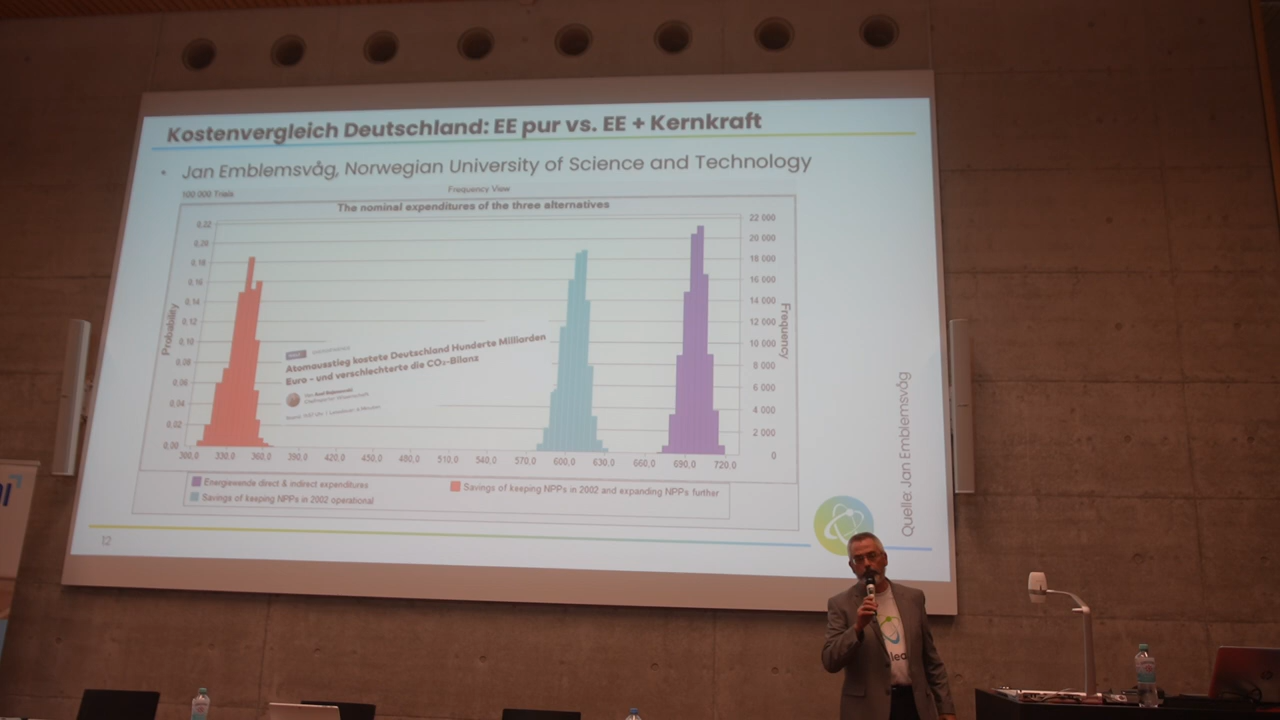 Kostenvergleich Deutschland: EE pur vs. EE + Kernkraft
• Jan Emblemsvåg, Norwegian University of Science and Technology
100 000 Trials
Frequency View
The nominal expenditures of the three alternatives
Probability
0,22
0,20
0,18
0,16
0,14
0,12
0,10
0,08
0,06
0,04
0,02
0,00
22 000
20 000
18 000
16 000
14 000
12 000
10 000
8 000
6 000
4 000
2 000
0
Frequency
Atomausstieg kostete Deutschland Hunderte Milliarden
Euro – und verschlechterte die CO₂-Bilanz
300,0 330,0 360,0 390,0 420,0 450,0 480,0 510,0 540,0 570,0 600,0 630,0 660,0 690,0 720,0
Energiewende direct & indirect expenditures
Savings of keeping NPPs in 2002 and expanding NPPs further
Savings of keeping NPPs in 2002 operational
Quelle: Jan Emblemsvåg
12